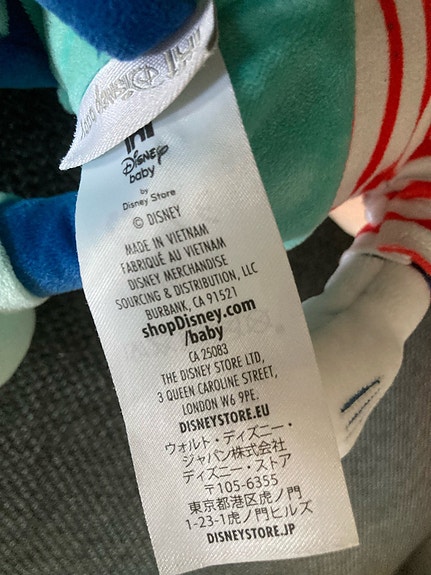 Disney
baby
by
Disney Store
© DISNEY
MADE IN VIETNAM
FABRIQUÉ AU VIETNAM
DISNEY MERCHANDISE
SOURCING & DISTRIBUTION, LLC
BURBANK, CA 91521
shopDisney.com
/baby
CA 25083
THE DISNEY STORE LTD,
3 QUEEN CAROLINE STREET,
LONDON W6 9PE.
DISNEYSTORE.EU
ウォルト・ディズニー・
ジャパン株式会社
ディズニー・ストア
〒105-6355
東京都港区虎ノ門
1-23-1虎ノ門ヒルズ
DISNEYSTORE.JP